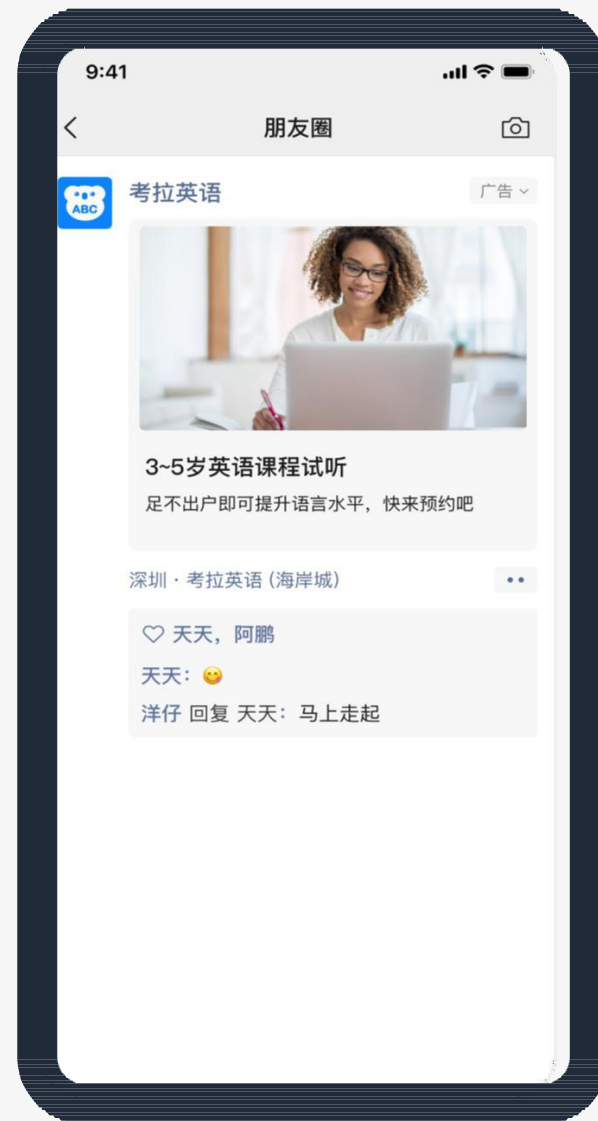 9:41
朋友圈
考拉英语
广告
ABC
3~5岁英语课程试听
足不出户即可提升语言水平，快来预约吧
深圳 · 考拉英语 (海岸城)
天天，阿鹏
天天：😋
洋仔 回复 天天：马上走起